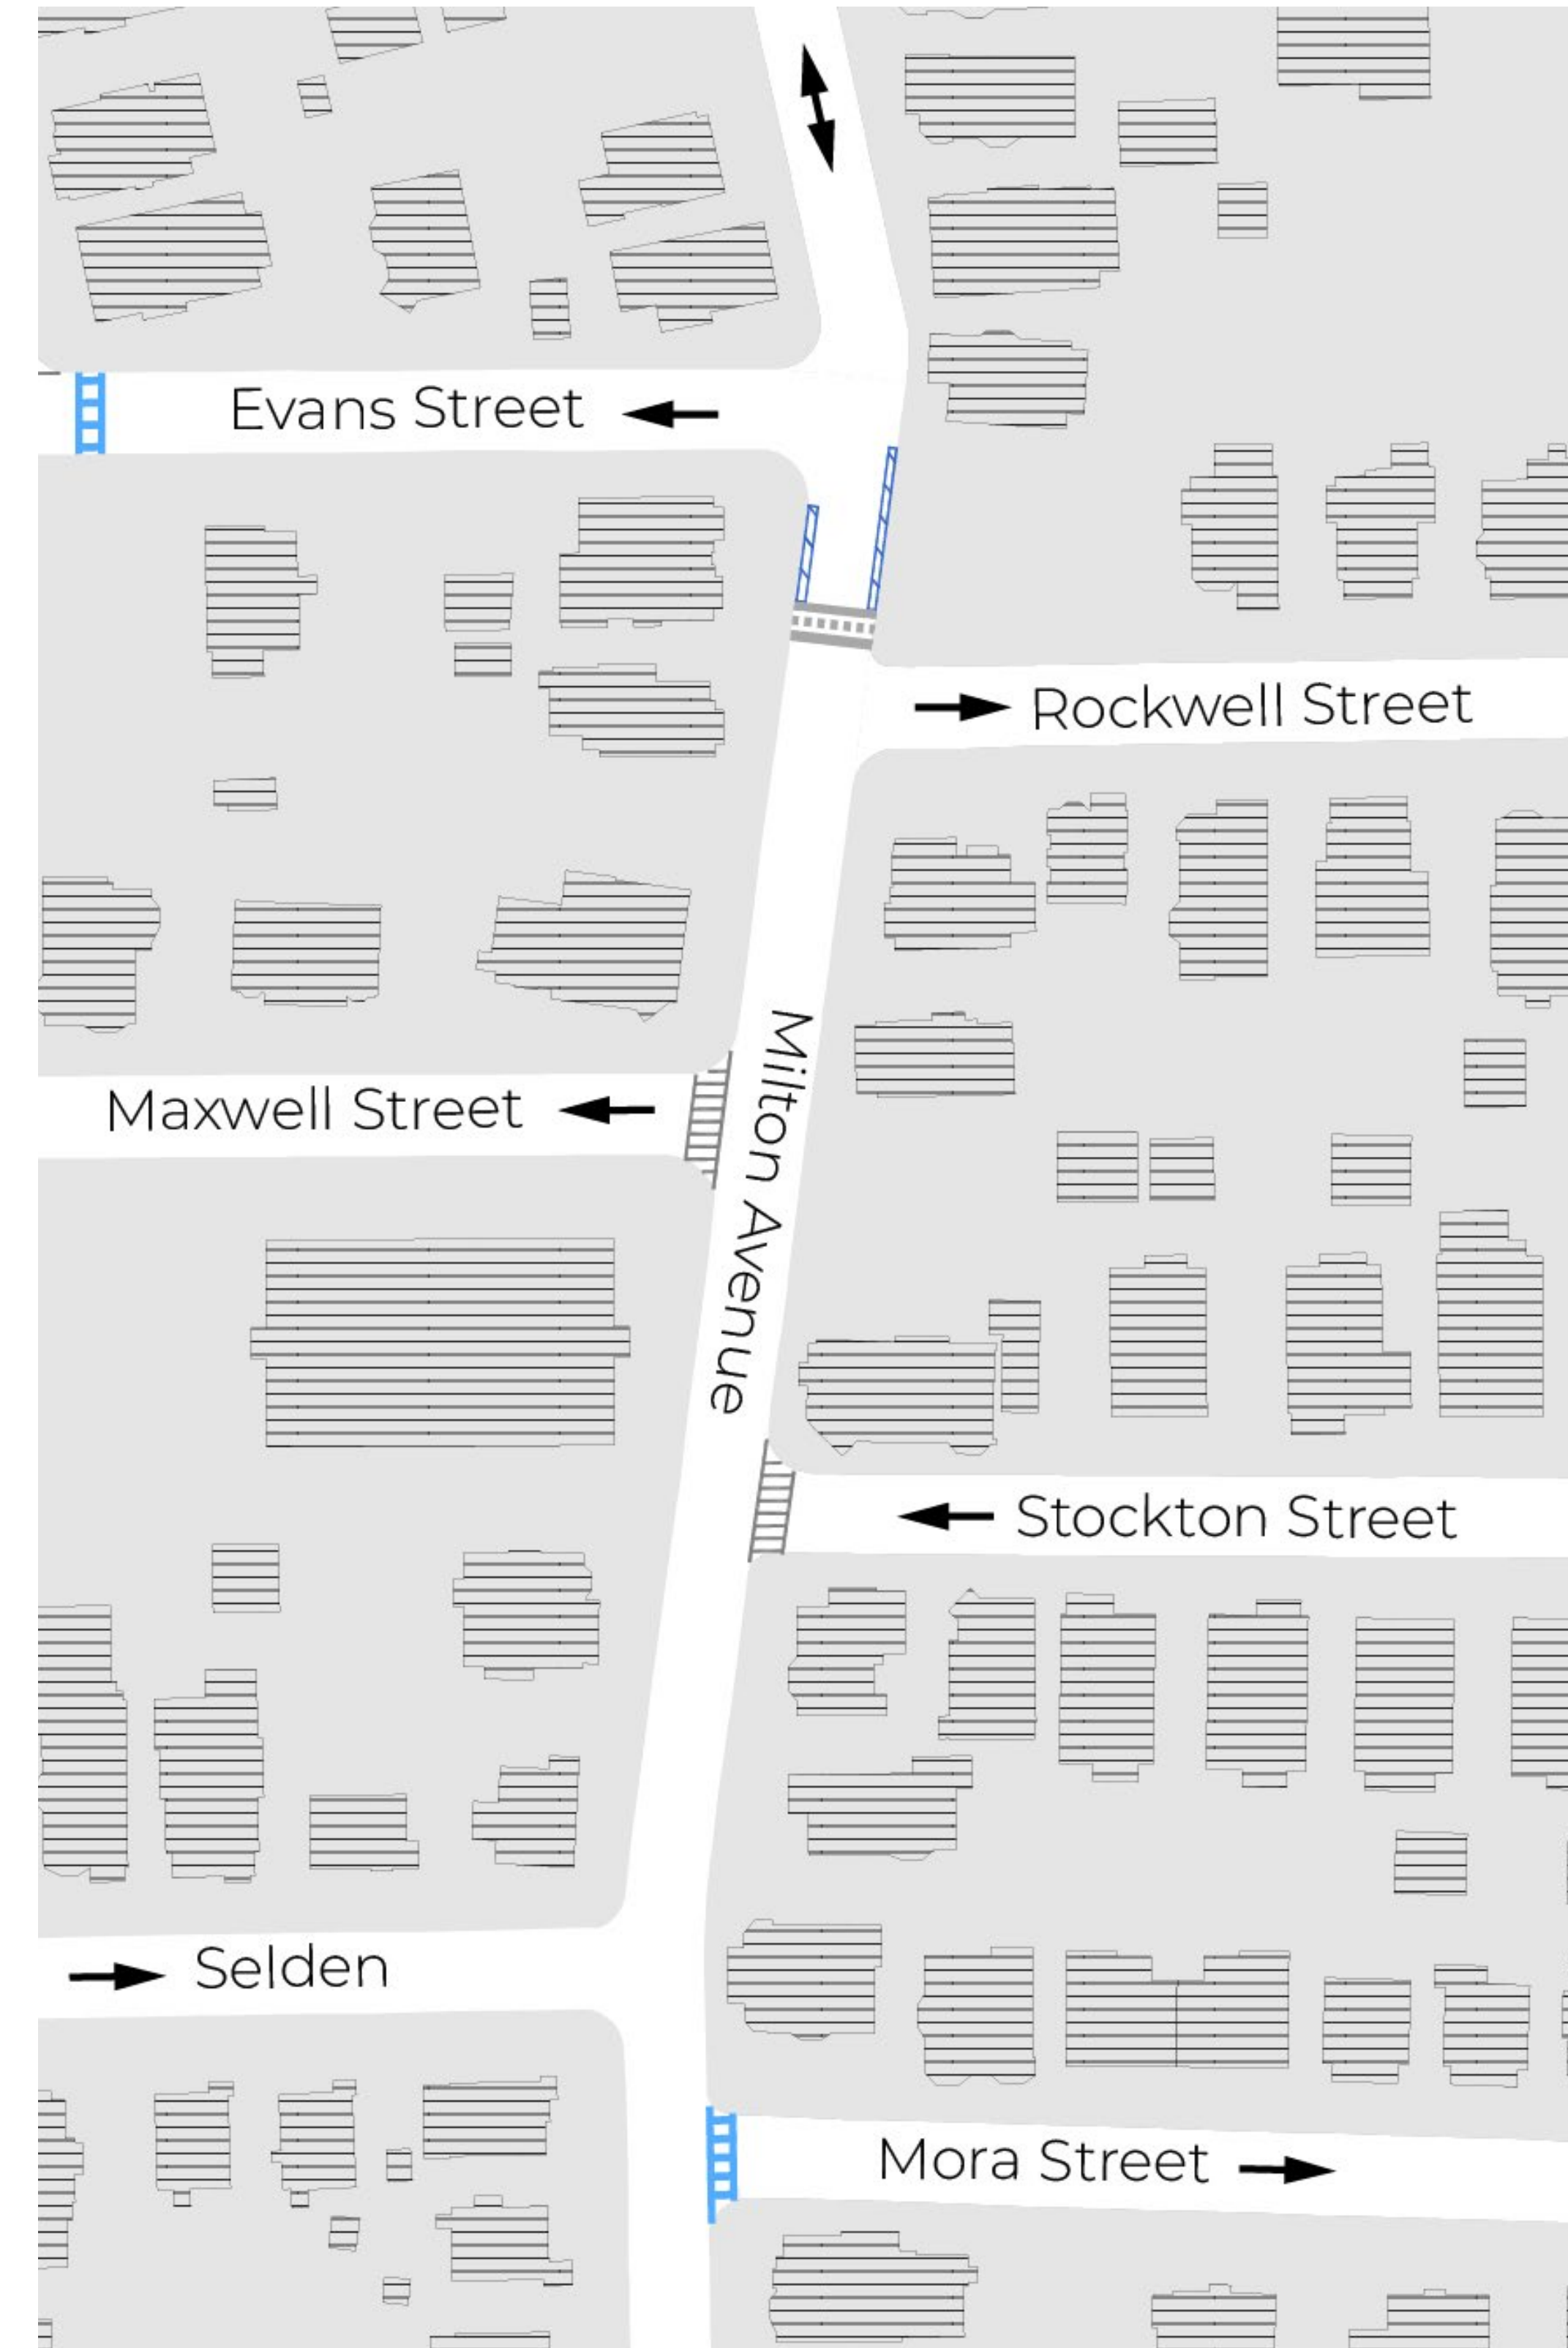 Evans Street
Rockwell Street
Maxwell Street
Milton Avenue
Stockton Street
Selden
Mora Street